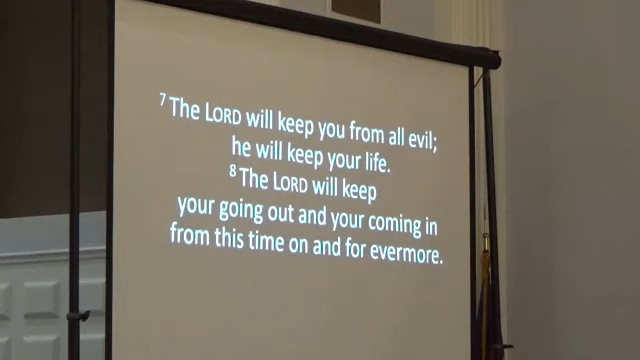 7 The LORD will keep you from all evil;
he will keep your life.
8 The LORD will keep
your going out and your coming in
from this time on and for evermore.